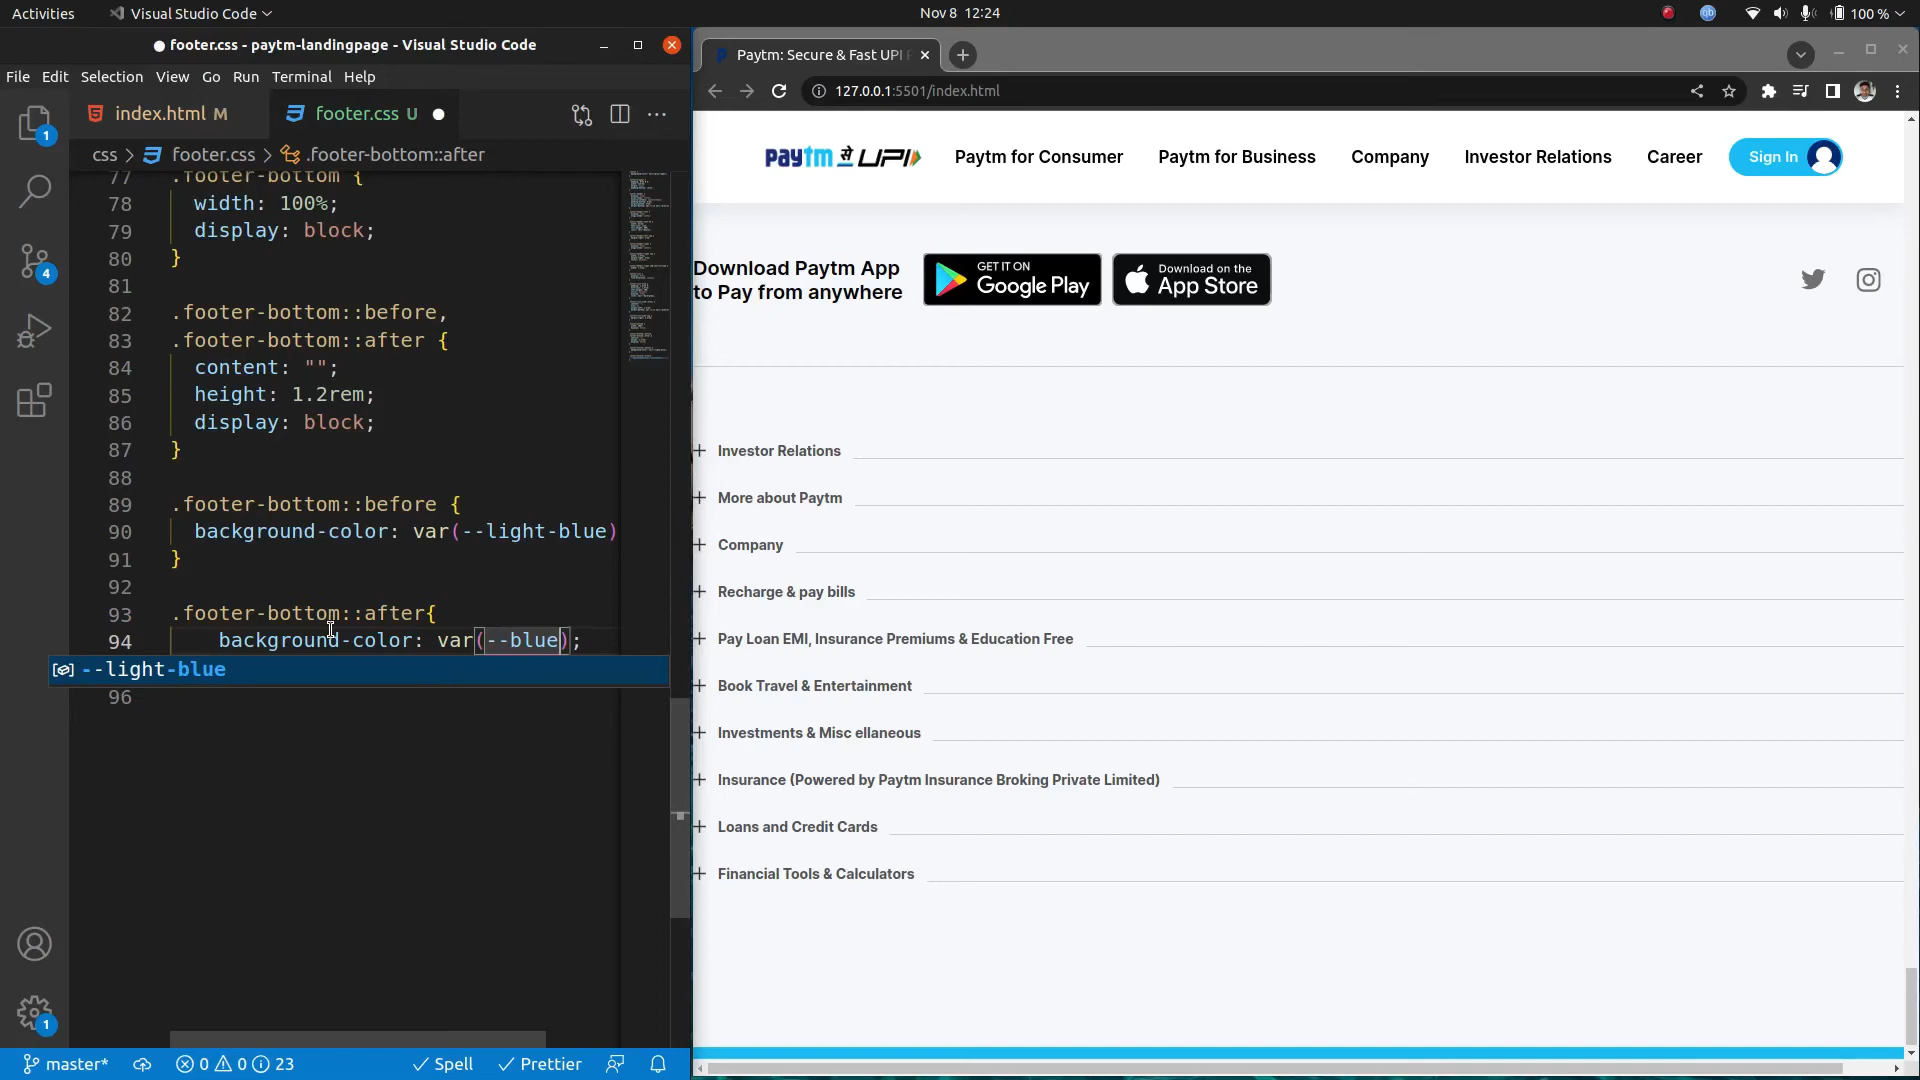 Activities
Visual Studio Code
Nov 8 12:24
100 %
footer.css - paytm-landingpage - Visual Studio Code
File Edit Selection View Go Run Terminal Help
index.html M
footer.css U
css > footer.css > .footer-bottom::after
77 .footer-bottom {
78 width: 100%;
79 display: block;
80 }
81
82 .footer-bottom::before,
83 .footer-bottom::after {
84 content: "";
85 height: 1.2rem;
86 display: block;
87 }
88
89 .footer-bottom::before {
90 background-color: var(--light-blue)
91 }
92
93 .footer-bottom::after{
94 background-color: var(--blue);
--light-blue
96
1
4
1
master*
0 0 23
Spell
Prettier
Paytm: Secure & Fast UPI
127.0.0.1:5501/index.html
paytm से UPI
Paytm for Consumer
Paytm for Business
Company
Investor Relations
Career
Sign In
Download Paytm App
to Pay from anywhere
GET IT ON
Google Play
Download on the
App Store
Investor Relations
More about Paytm
Company
Recharge & pay bills
Pay Loan EMI, Insurance Premiums & Education Free
Book Travel & Entertainment
Investments & Misc ellaneous
Insurance (Powered by Paytm Insurance Broking Private Limited)
Loans and Credit Cards
Financial Tools & Calculators